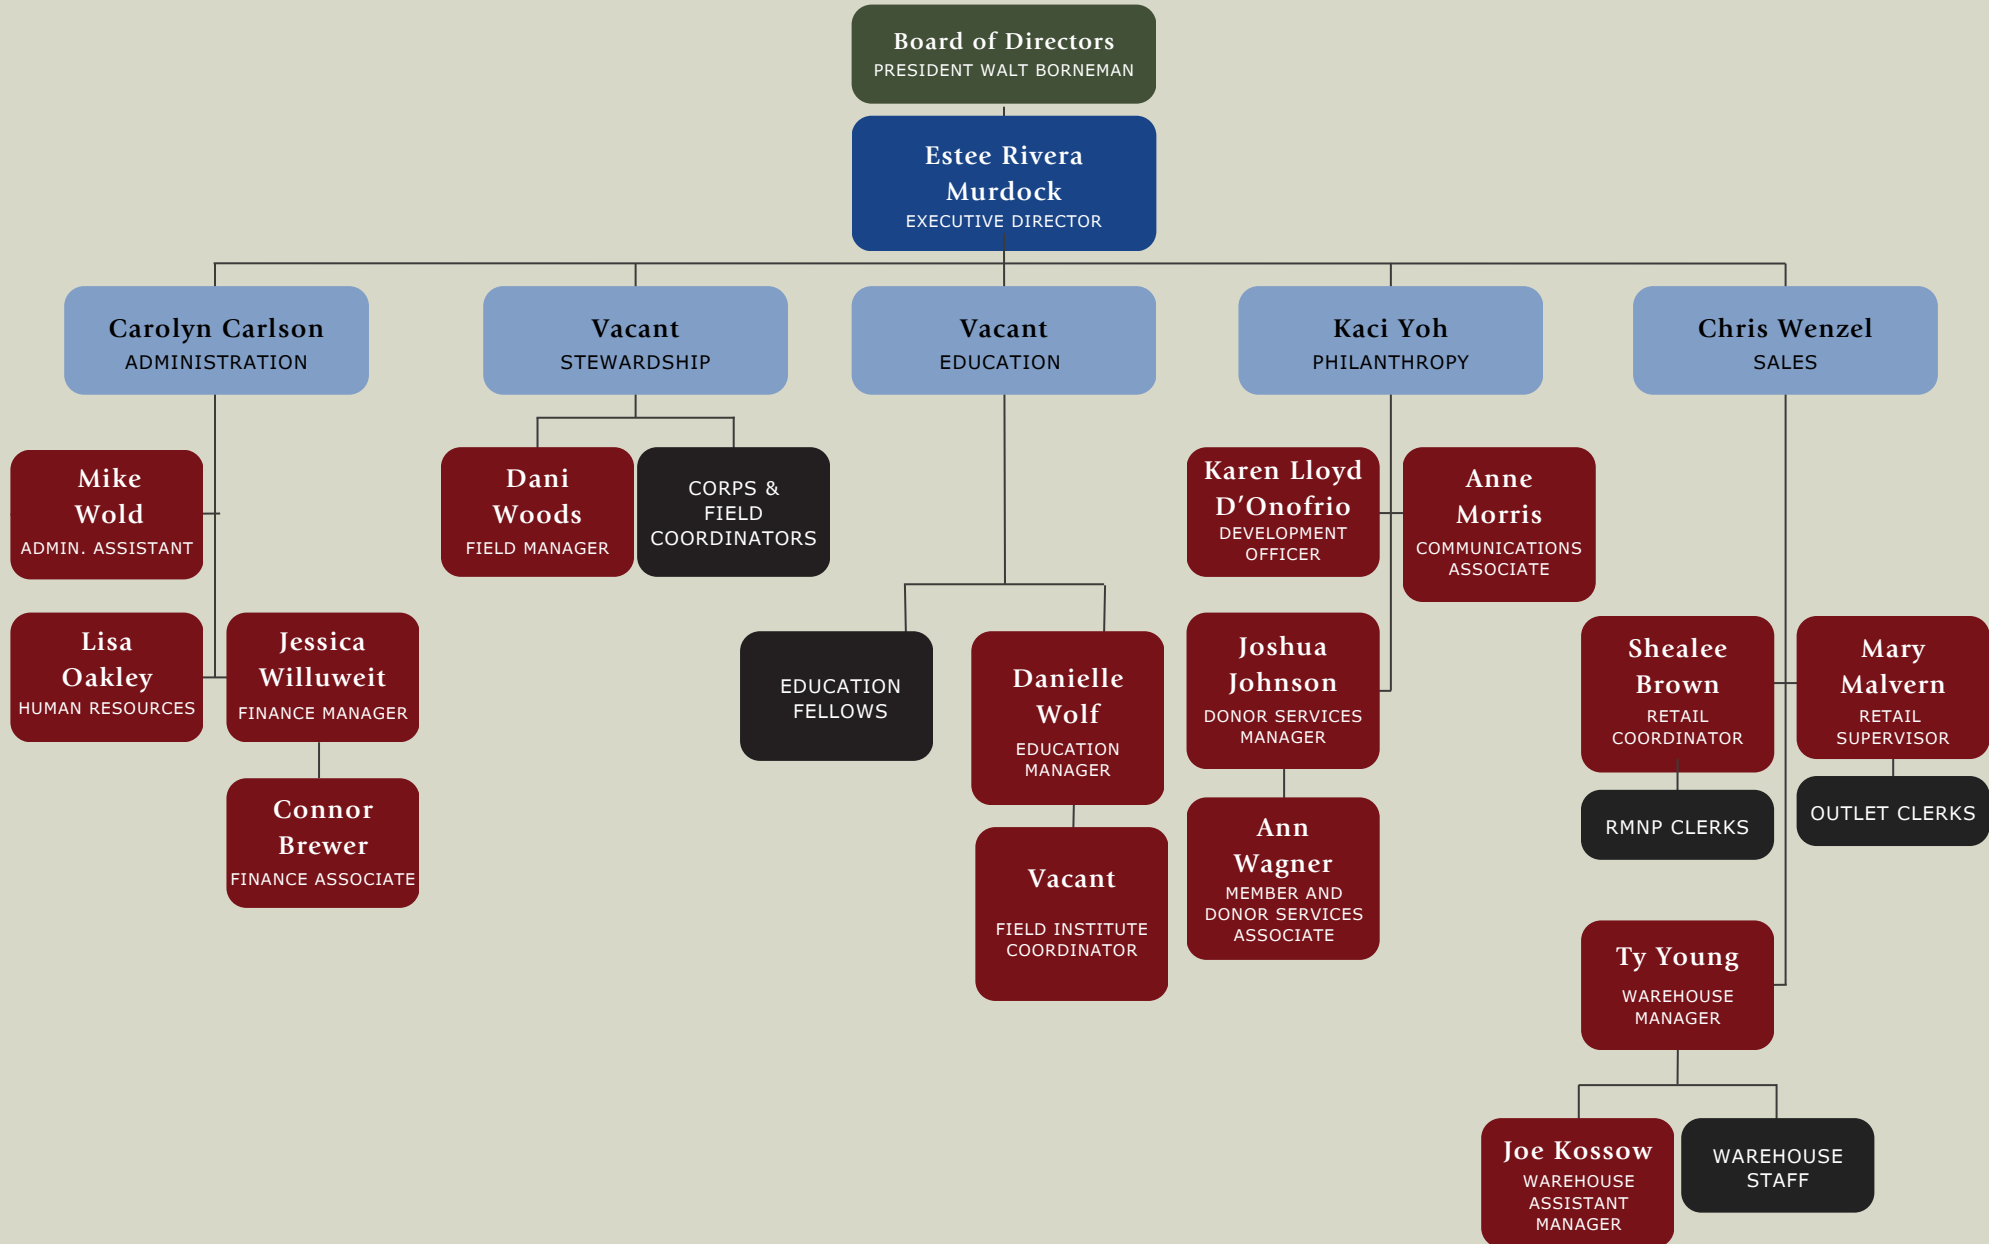 Board of Directors
PRESIDENT WALT BORNEMAN
Estee Rivera
Murdock
EXECUTIVE DIRECTOR
Carolyn Carlson
ADMINISTRATION
Vacant
STEWARDSHIP
Vacant
EDUCATION
Kaci Yoh
PHILANTHROPY
Chris Wenzel
SALES
Mike
Wold
ADMIN. ASSISTANT
Dani
Woods
FIELD MANAGER
CORPS &
FIELD
COORDINATORS
Karen Lloyd
D’Onofrio
DEVELOPMENT
OFFICER
Anne
Morris
COMMUNICATIONS
ASSOCIATE
Lisa
Oakley
HUMAN RESOURCES
Jessica
Willuweit
FINANCE MANAGER
EDUCATION
FELLOWS
Danielle
Wolf
EDUCATION
MANAGER
Joshua
Johnson
DONOR SERVICES
MANAGER
Shealee
Brown
RETAIL
COORDINATOR
Mary
Malvern
RETAIL
SUPERVISOR
Connor
Brewer
FINANCE ASSOCIATE
Vacant
FIELD INSTITUTE
COORDINATOR
Ann
Wagner
MEMBER AND
DONOR SERVICES
ASSOCIATE
RMNP CLERKS
OUTLET CLERKS
Ty Young
WAREHOUSE
MANAGER
Joe Kossow
WAREHOUSE
ASSISTANT
MANAGER
WAREHOUSE
STAFF